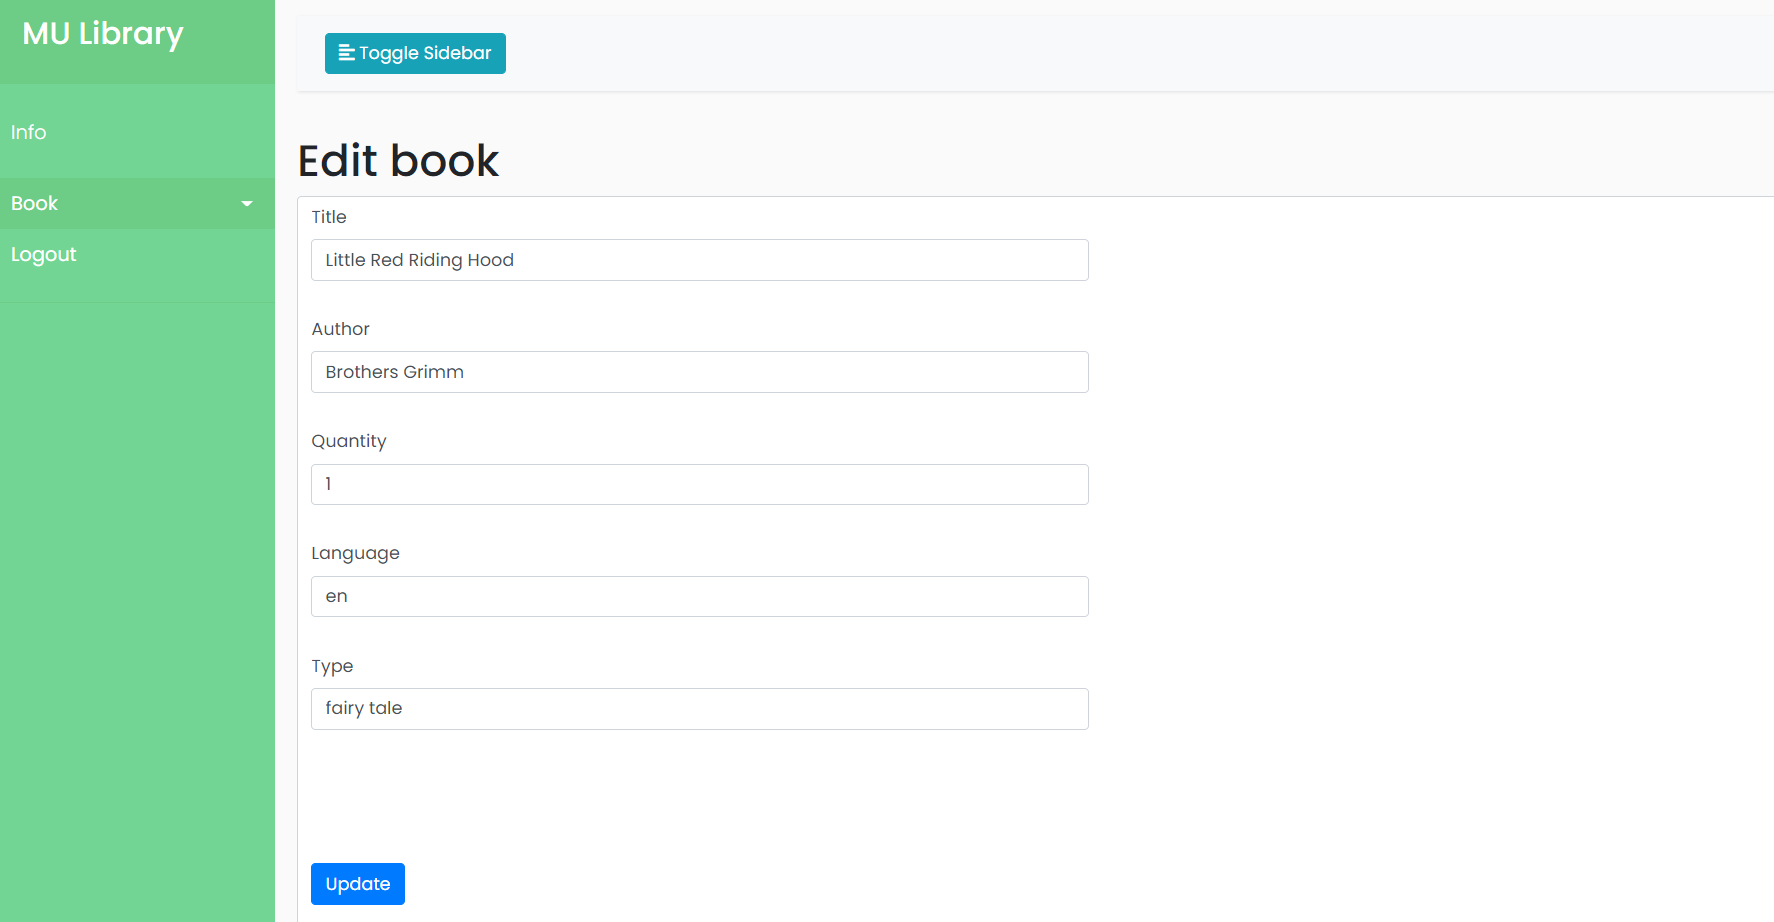 MU Library
Toggle Sidebar
Info
Book
Logout
Edit book
Title
Little Red Riding Hood
Author
Brothers Grimm
Quantity
1
Language
en
Type
fairy tale
Update